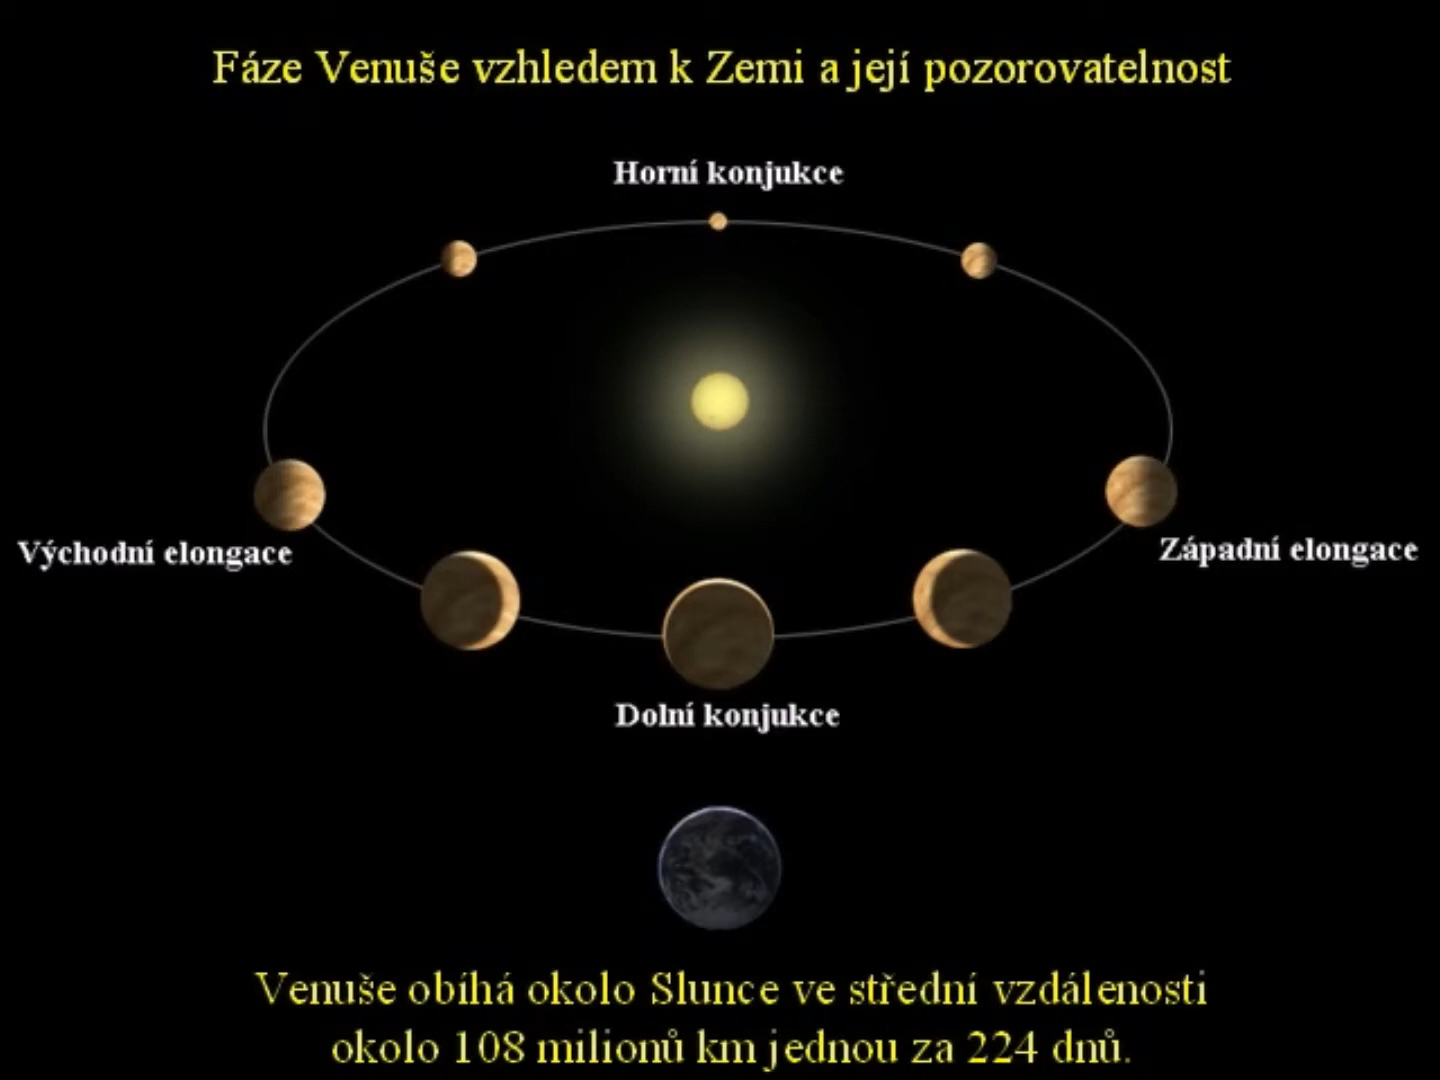 Fáze Venuše vzhledem k Zemi a její pozorovatelnost
Horní konjukce
Východní elongace
Západní elongace
Dolní konjukce
Venuše obíhá okolo Slunce ve střední vzdálenosti
okolo 108 milionů km jednou za 224 dnů.